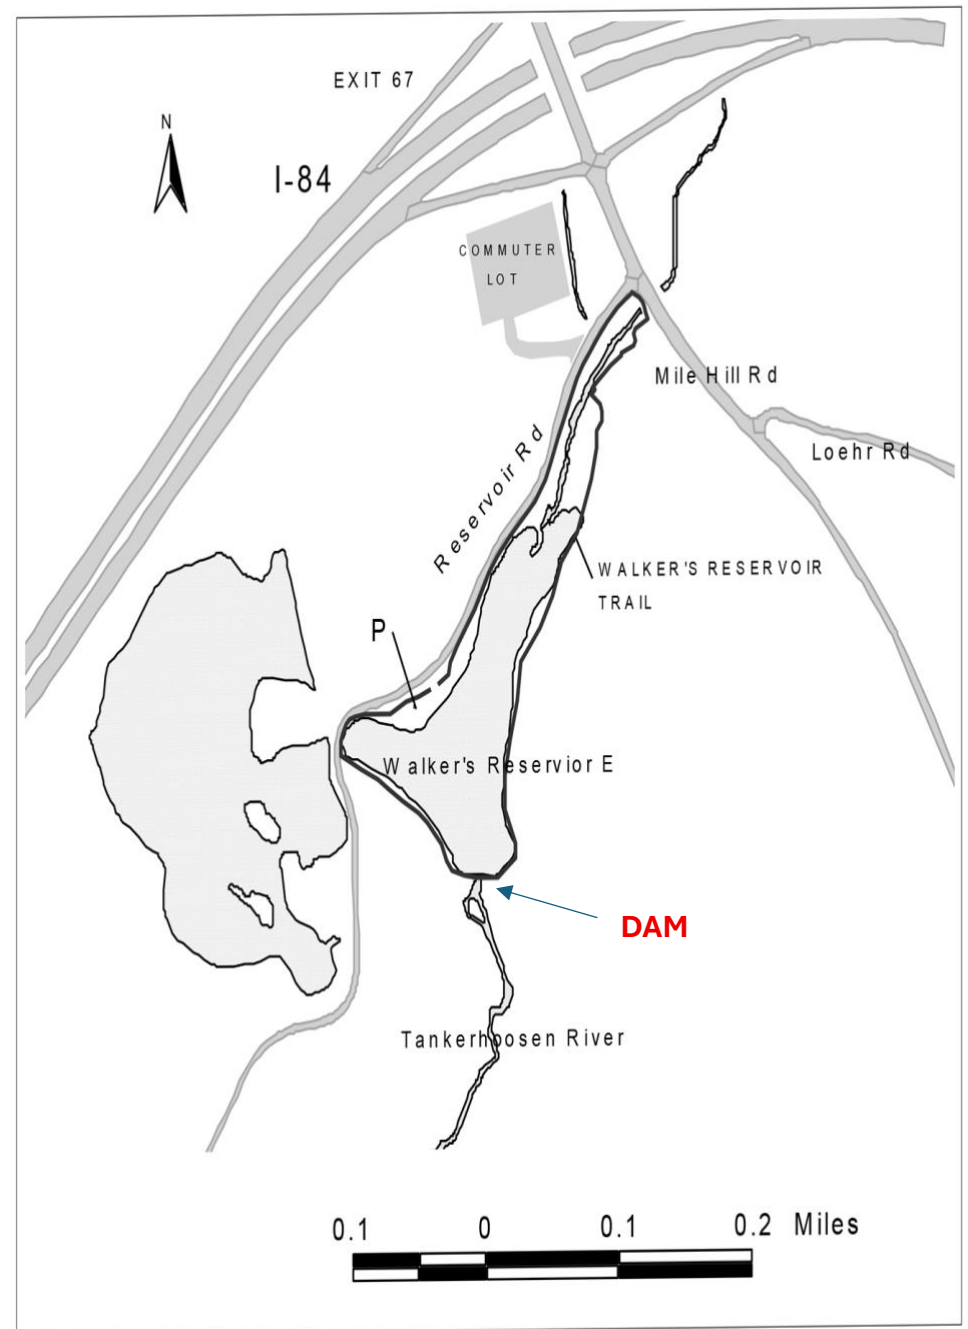 EXIT 67
N
I-84
COMMUTER
LOT
Mile Hill Rd
Reservoir Rd
Loehr Rd
WALKER'S RESERVOIR
TRAIL
P
Walker's Reservior E
DAM
Tankerhoosen River
0.1 0 0.1 0.2 Miles